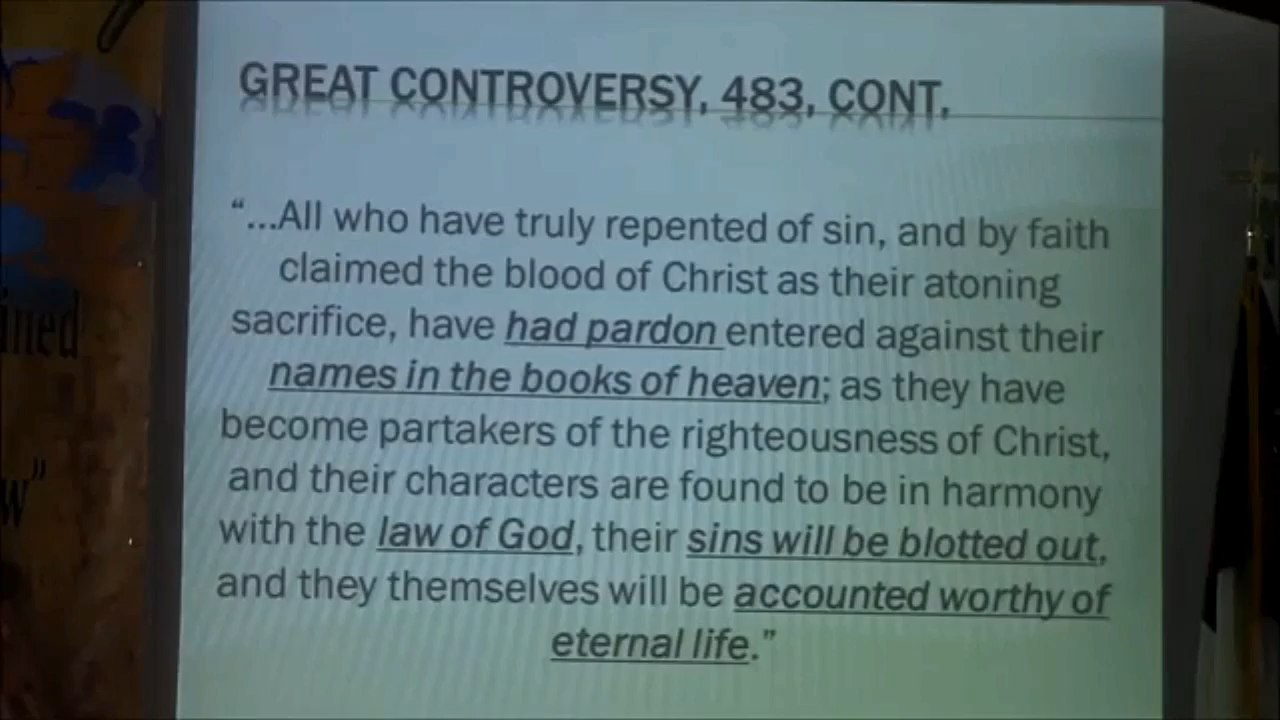 GREAT CONTROVERSY, 483, CONT.
“...All who have truly repented of sin, and by faith
claimed the blood of Christ as their atoning
sacrifice, have had pardon entered against their
names in the books of heaven; as they have
become partakers of the righteousness of Christ,
and their characters are found to be in harmony
with the law of God, their sins will be blotted out,
and they themselves will be accounted worthy of
eternal life.”